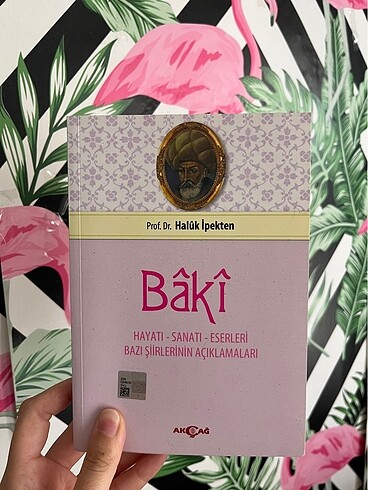 Prof. Dr. Halûk İpekten
Bâkî
HAYATI - SANATI - ESERLERİ
BAZI ŞİİRLERİNİN AÇIKLAMALARI
AKÇAĞ